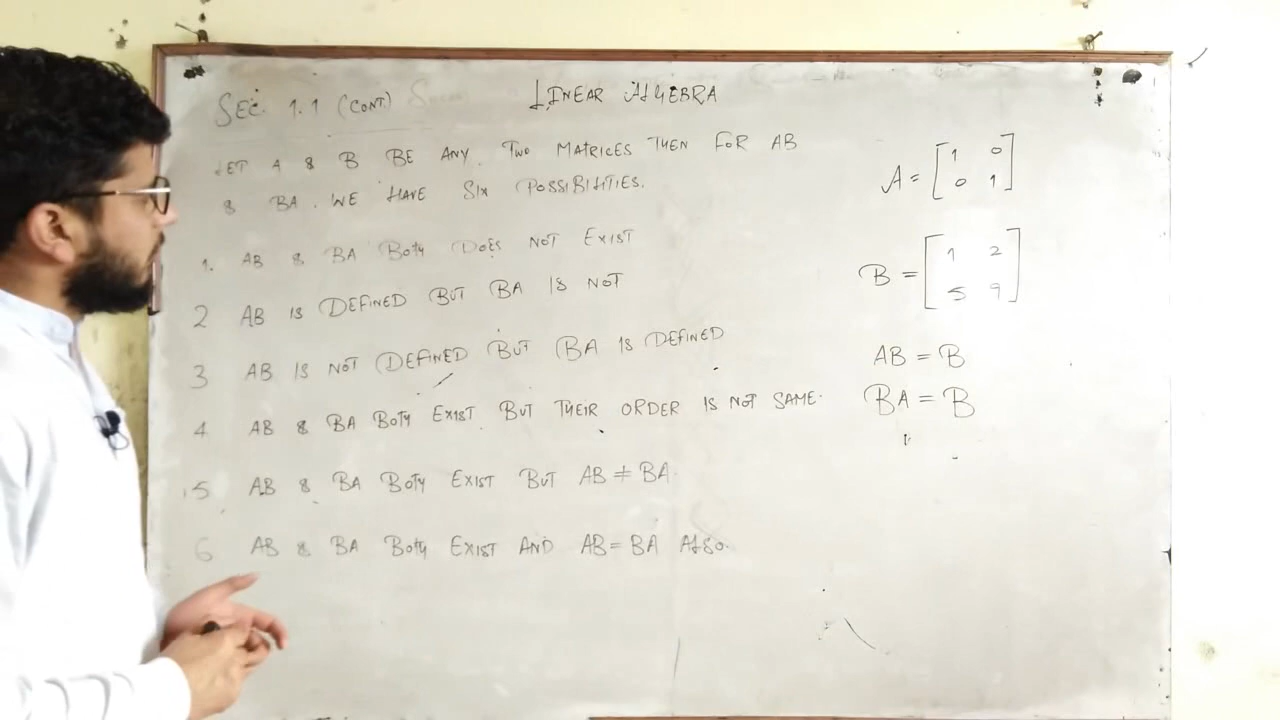 SEC. 1.1 (CONT.)
LINEAR ALGEBRA
LET A & B BE ANY TWO MATRICES THEN FOR AB
& BA. WE HAVE SIX POSSIBILITIES.
1. AB & BA BOTH DOES NOT EXIST
2 AB IS DEFINED BUT BA IS NOT
3 AB IS NOT DEFINED BUT BA IS DEFINED
4 AB & BA BOTH EXIST BUT THEIR ORDER IS NOT SAME.
5 AB & BA BOTH EXIST BUT AB ≠ BA.
6 AB & BA BOTH EXIST AND AB = BA ALSO.
A = [1 0
0 1]
B = [1 2
5 9]
AB = B
BA = B